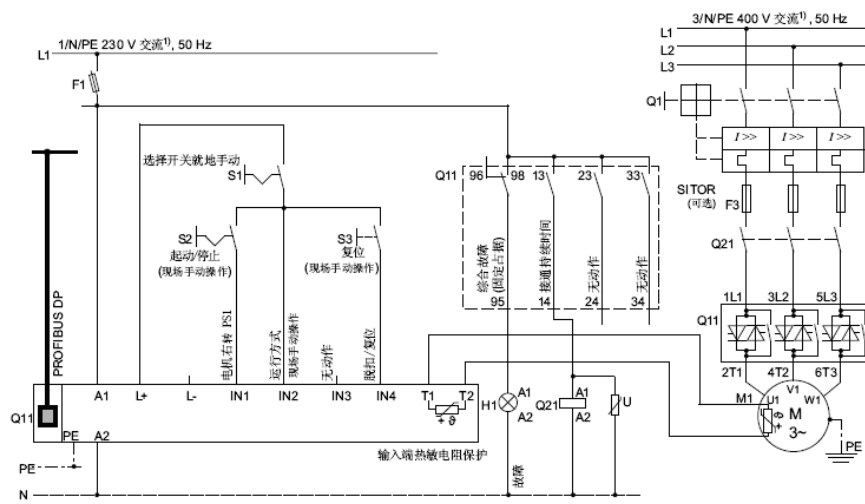 1/N/PE 230 V 交流¹⁾, 50 Hz
L1
F1
3/N/PE 400 V 交流¹⁾, 50 Hz
L1
L2
L3
Q1
I >> I >> I >>
SITOR
(可选)
F3
Q21
1L1 3L2 5L3
Q11
2T1 4T2 6T3
M1
U1 V1 W1
M
3~
ϑ
PE
选择开关就地手动
S1
S2
起动/停止
(现场手动操作)
S3
复位
(现场手动操作)
Q11
96 98 13 23 33
综合故障
(固定占据)
接通持续时间
无动作
无动作
95 14 24 34
PROFIBUS DP
电机右转 PS1
运行方式
现场手动操作
无动作
脱扣/复位
A1 L+ L- IN1 IN2 IN3 IN4 T1 T2
+ ϑ
Q11
PE A2
PE
输入端热敏电阻保护
H1
A1
A2
Q21
A1
A2
U
故障
N